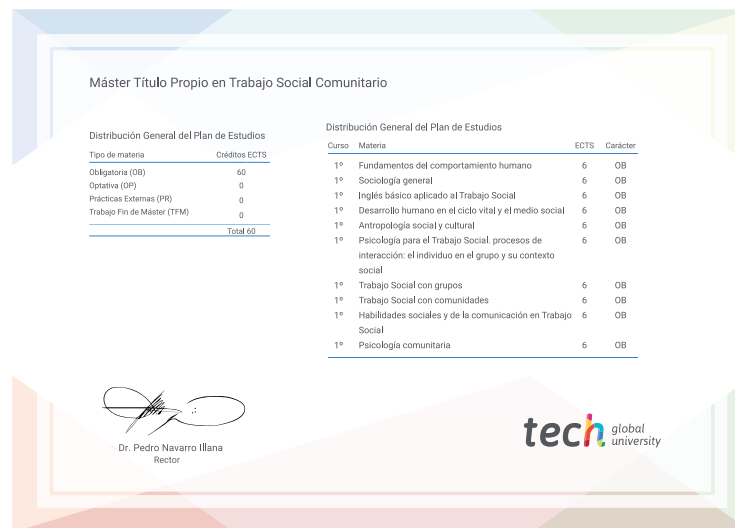 Máster Título Propio en Trabajo Social Comunitario
Distribución General del Plan de Estudios
Tipo de materia Créditos ECTS
Obligatoria (OB) 60
Optativa (OP) 0
Prácticas Externas (PR) 0
Trabajo Fin de Máster (TFM) 0
Total 60
Distribución General del Plan de Estudios
Curso Materia ECTS Carácter
1º Fundamentos del comportamiento humano 6 OB
1º Sociología general 6 OB
1º Inglés básico aplicado al Trabajo Social 6 OB
1º Desarrollo humano en el ciclo vital y el medio social 6 OB
1º Antropología social y cultural 6 OB
1º Psicología para el Trabajo Social. procesos de 6 OB
interacción: el individuo en el grupo y su contexto
social
1º Trabajo Social con grupos 6 OB
1º Trabajo Social con comunidades 6 OB
1º Habilidades sociales y de la comunicación en Trabajo 6 OB
Social
1º Psicología comunitaria 6 OB
Dr. Pedro Navarro Illana
Rector
tech global
university